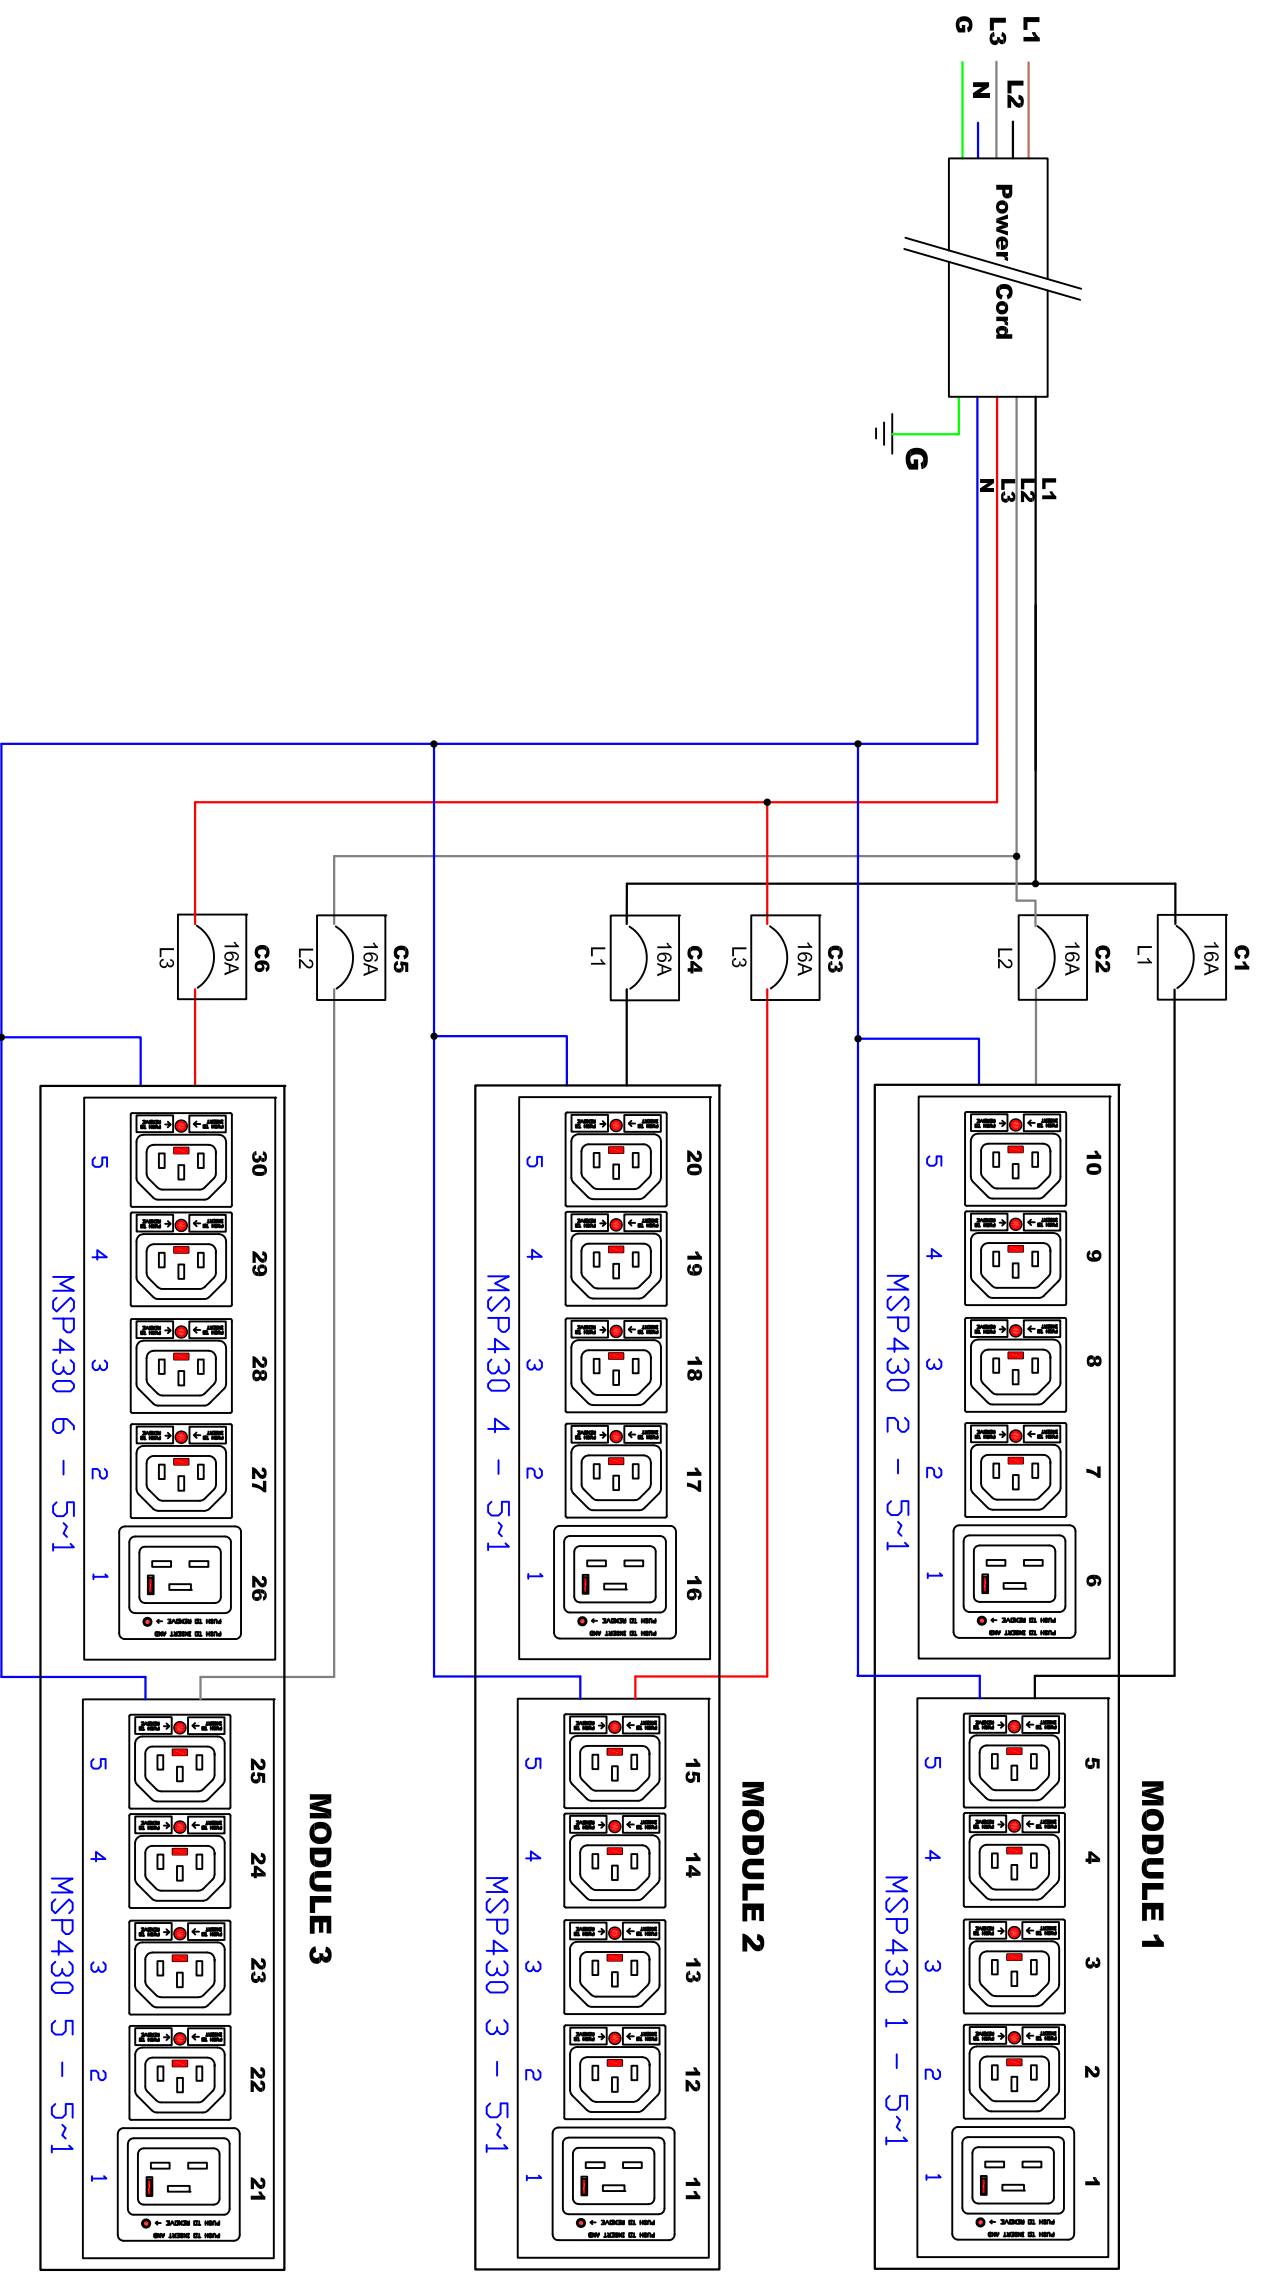 L1
L2
L3
N
G
Power Cord
L1
L2
L3
N
G
C1
16A
L1
C2
16A
L2
C3
16A
L3
C4
16A
L1
C5
16A
L2
C6
16A
L3
MODULE 1
10 9 8 7 6
5 4 3 2 1
MSP430 2 - 5~1
5 4 3 2 1
5 4 3 2 1
MSP430 1 - 5~1
MODULE 2
20 19 18 17 16
5 4 3 2 1
MSP430 4 - 5~1
15 14 13 12 11
5 4 3 2 1
MSP430 3 - 5~1
MODULE 3
30 29 28 27 26
5 4 3 2 1
MSP430 6 - 5~1
25 24 23 22 21
5 4 3 2 1
MSP430 5 - 5~1